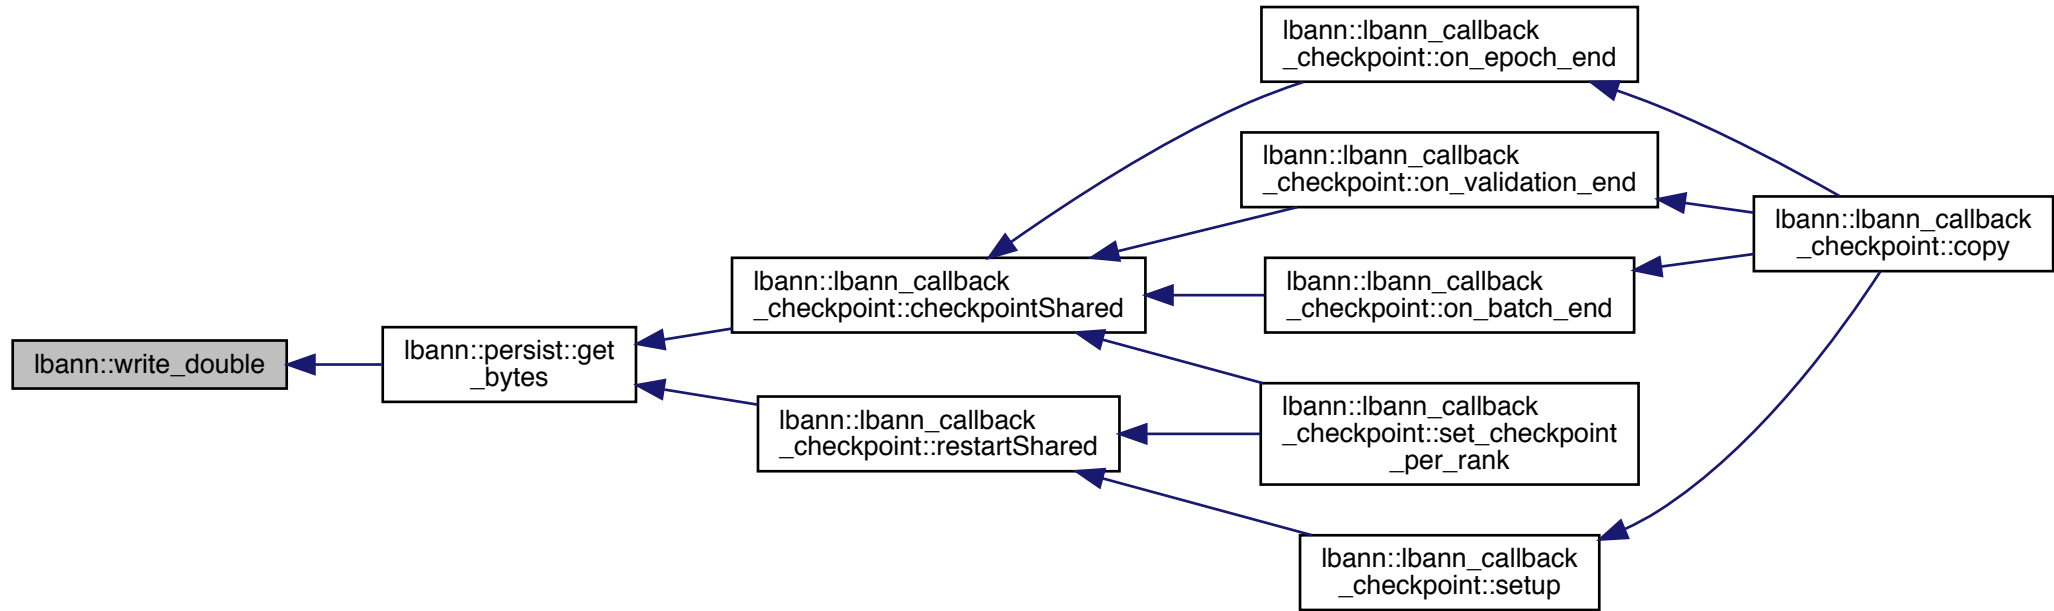 lbann::write_double
lbann::persist::get
_bytes
lbann::lbann_callback
_checkpoint::checkpointShared
lbann::lbann_callback
_checkpoint::restartShared
lbann::lbann_callback
_checkpoint::on_epoch_end
lbann::lbann_callback
_checkpoint::on_validation_end
lbann::lbann_callback
_checkpoint::on_batch_end
lbann::lbann_callback
_checkpoint::set_checkpoint
_per_rank
lbann::lbann_callback
_checkpoint::setup
lbann::lbann_callback
_checkpoint::copy